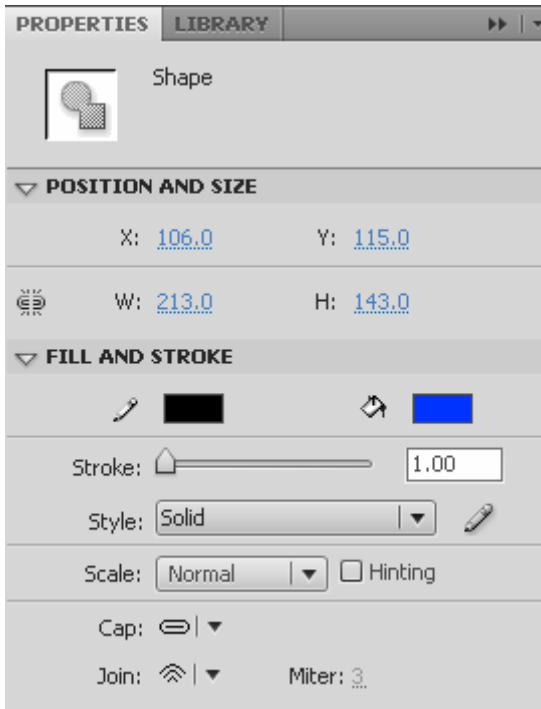 PROPERTIES LIBRARY
Shape
POSITION AND SIZE
X: 106.0 Y: 115.0
W: 213.0 H: 143.0
FILL AND STROKE
Stroke: 1.00
Style: Solid
Scale: Normal Hinting
Cap:
Join: Miter: 3